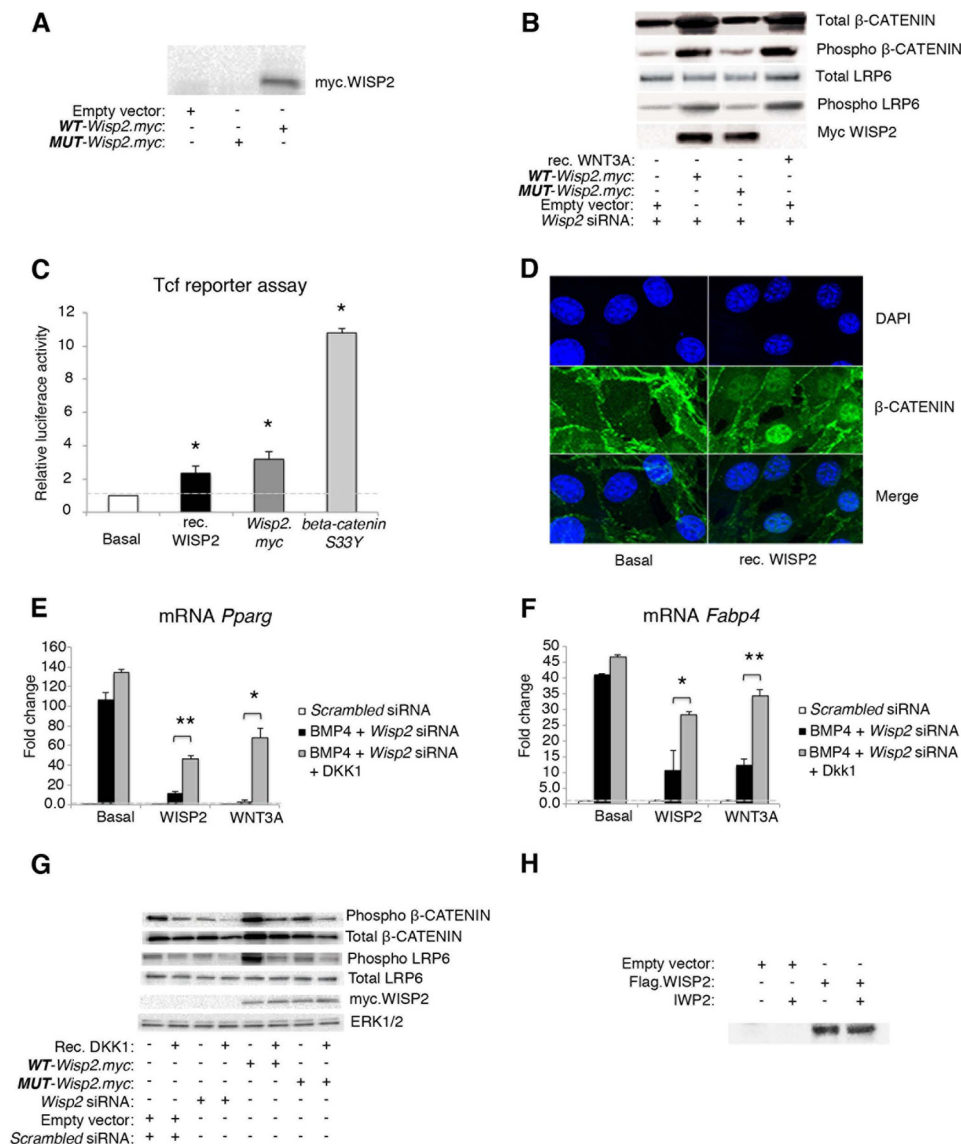 A
myc.WISP2
Empty vector: + - -
WT-Wisp2.myc: - - +
MUT-Wisp2.myc: - + -
B
Total β-CATENIN
Phospho β-CATENIN
Total LRP6
Phospho LRP6
Myc WISP2
rec. WNT3A: - - - +
WT-Wisp2.myc: - + - -
MUT-Wisp2.myc: - - + -
Empty vector: + - - +
Wisp2 siRNA: + + + +
C
Tcf reporter assay
Relative luciferace activity
12
10
8
6
4
2
0
*
*
*
Basal
rec. WISP2
Wisp2. myc
beta-catenin S33Y
D
DAPI
β-CATENIN
Merge
Basal
rec. WISP2
E
mRNA Pparg
Fold change
160
140
120
100
80.0
60.0
40.0
20.0
0.0
**
*
Basal
WISP2
WNT3A
Scrambled siRNA
BMP4 + Wisp2 siRNA
BMP4 + Wisp2 siRNA
+ DKK1
F
mRNA Fabp4
Fold change
50
45
40
35
30
25
20
15
10
5.0
0.0
*
**
Basal
WISP2
WNT3A
Scrambled siRNA
BMP4 + Wisp2 siRNA
BMP4 + Wisp2 siRNA
+ Dkk1
G
Phospho β-CATENIN
Total β-CATENIN
Phospho LRP6
Total LRP6
myc.WISP2
ERK1/2
Rec. DKK1: - + - + - + - +
WT-Wisp2.myc: - - - - + + - -
MUT-Wisp2.myc: - - - - - - + +
Wisp2 siRNA: - - + + - - - -
Empty vector: + + - - - - - -
Scrambled siRNA: + + - - - - - -
H
Empty vector: + + - -
Flag.WISP2: - - + +
IWP2: - + - +